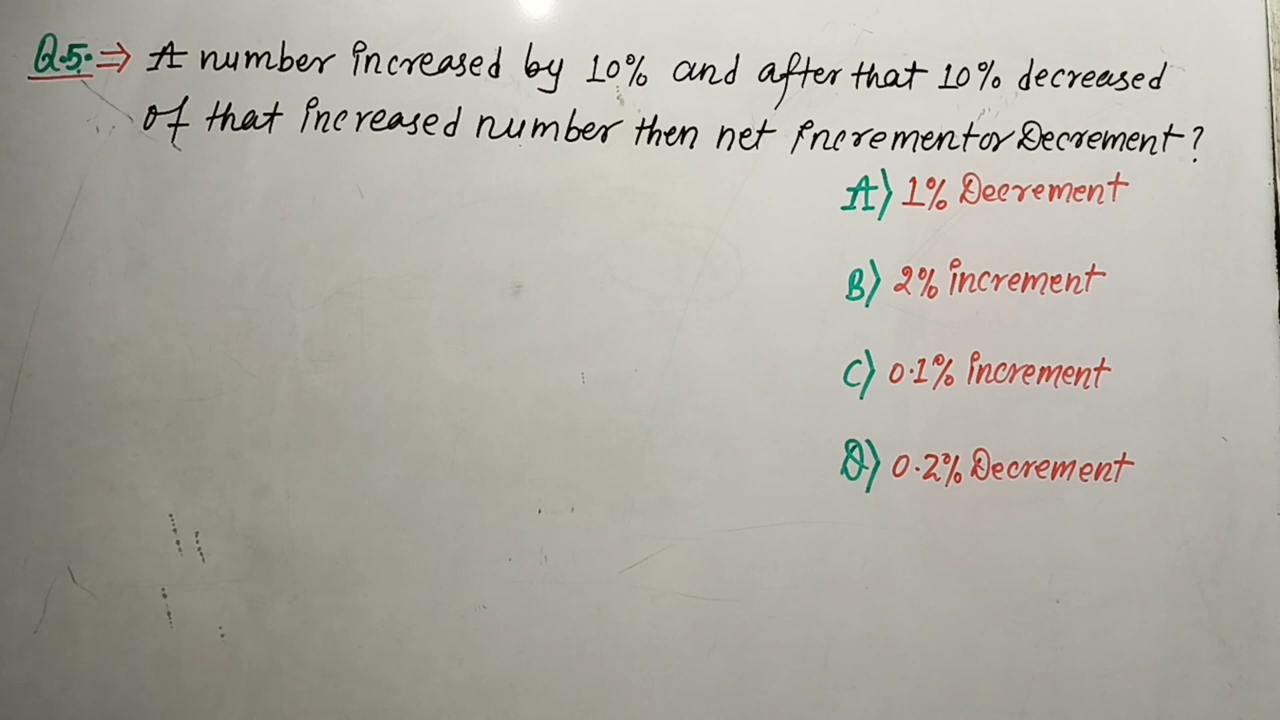 Q.5.⇒ A number increased by 10% and after that 10% decreased
of that increased number then net increment or Decrement?
A) 1% Decrement
B) 2% increment
C) 0.1% increment
D) 0.2% Decrement